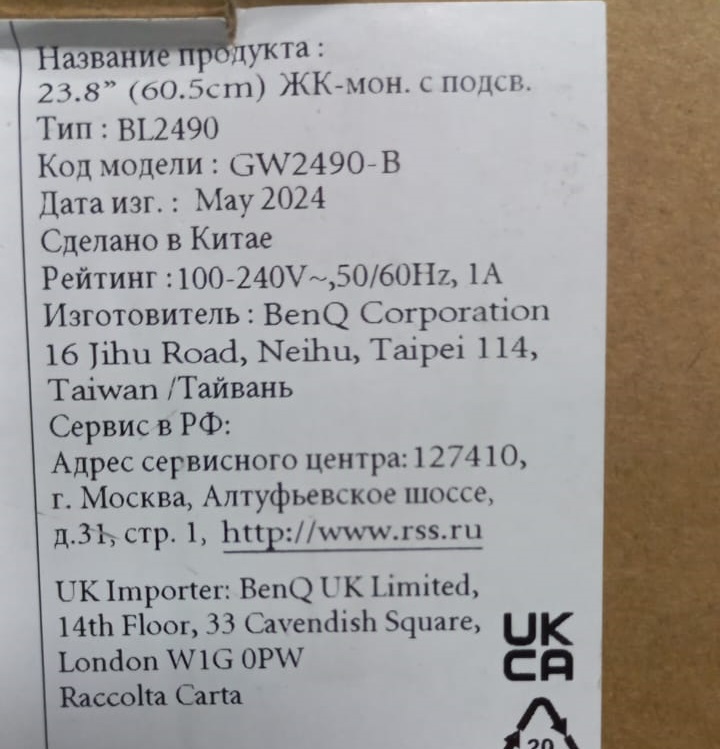 Название продукта :
23.8” (60.5cm) ЖК-мон. с подсв.
Тип : BL2490
Код модели : GW2490-B
Дата изг. : May 2024
Сделано в Китае
Рейтинг :100-240V~,50/60Hz, 1A
Изготовитель : BenQ Corporation
16 Jihu Road, Neihu, Taipei 114,
Taiwan /Тайвань
Сервис в РФ:
Адрес сервисного центра: 127410,
г. Москва, Алтуфьевское шоссе,
д.31, стр. 1, http://www.rss.ru
UK Importer: BenQ UK Limited,
14th Floor, 33 Cavendish Square,
London W1G 0PW
Raccolta Carta
UK
CA
20